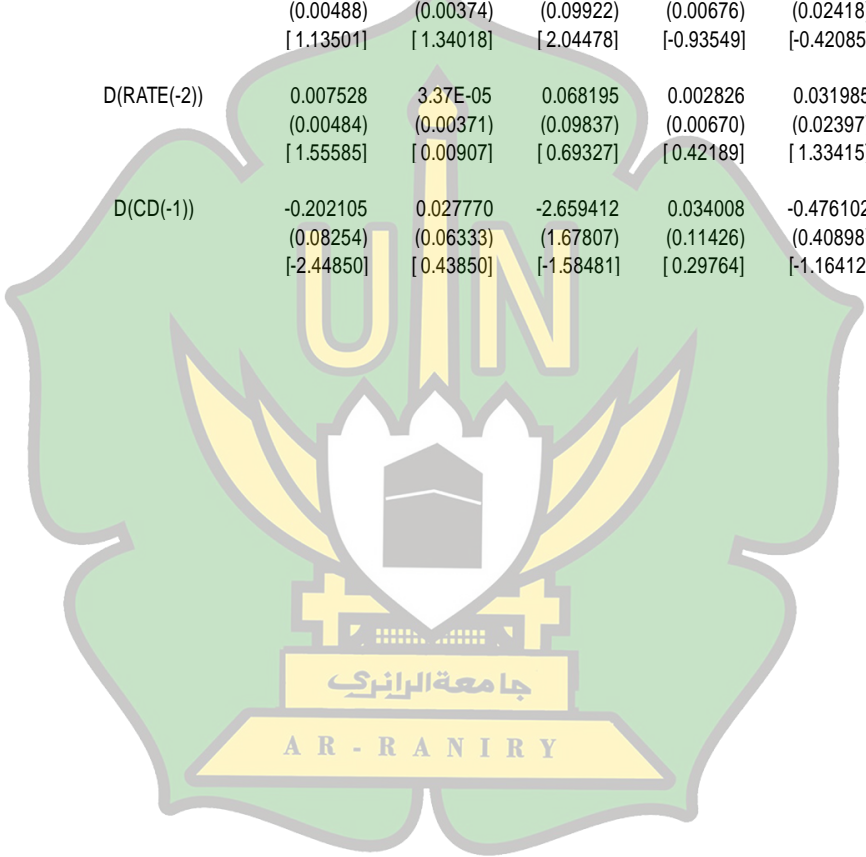 (0.00488) (0.00374) (0.09922) (0.00676) (0.02418
[ 1.13501] [ 1.34018] [ 2.04478] [-0.93549] [-0.42085
D(RATE(-2)) 0.007528 3.37E-05 0.068195 0.002826 0.031985
(0.00484) (0.00371) (0.09837) (0.00670) (0.02397
[ 1.55585] [ 0.00907] [ 0.69327] [ 0.42189] [ 1.33415
D(CD(-1)) -0.202105 0.027770 -2.659412 0.034008 -0.476102
(0.08254) (0.06333) (1.67807) (0.11426) (0.40898
[-2.44850] [ 0.43850] [-1.58481] [ 0.29764] [-1.16412
UIN
جامعة الرانري
AR-RANIRY